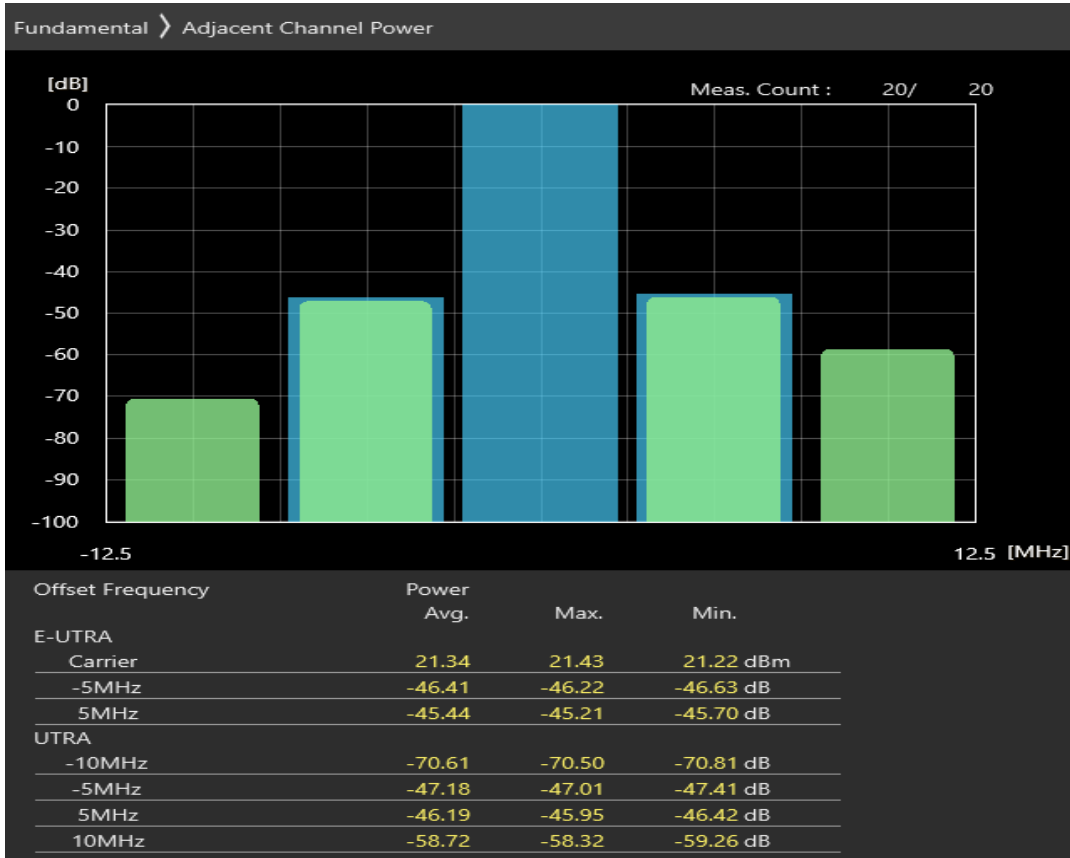 Fundamental 〉 Adjacent Channel Power
[dB]
Meas. Count : 20/ 20
0
-10
-20
-30
-40
-50
-60
-70
-80
-90
-100
-12.5 12.5 [MHz]
Offset Frequency Power
Avg. Max. Min.
E-UTRA
Carrier 21.34 21.43 21.22 dBm
-5MHz -46.41 -46.22 -46.63 dB
5MHz -45.44 -45.21 -45.70 dB
UTRA
-10MHz -70.61 -70.50 -70.81 dB
-5MHz -47.18 -47.01 -47.41 dB
5MHz -46.19 -45.95 -46.42 dB
10MHz -58.72 -58.32 -59.26 dB